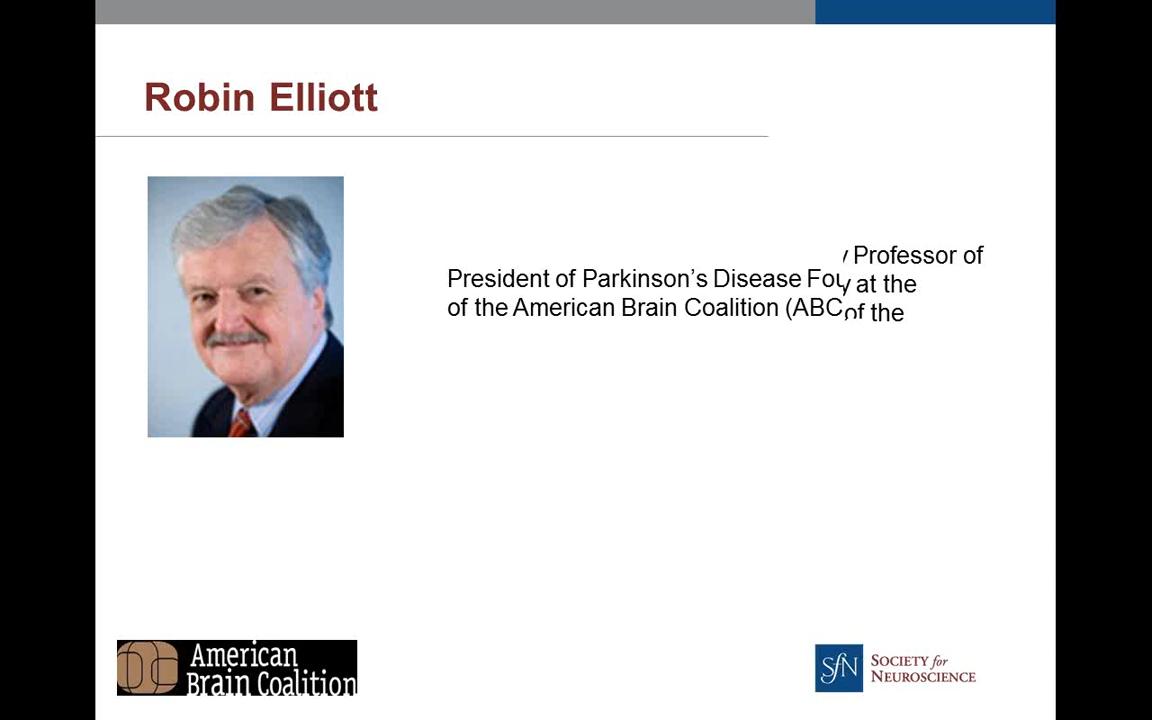 Robin Elliott
President of Parkinson’s Disease
of the American Brain Coalition (ABC
Professor of
at the
of the
American
Brain Coalition
SfN
SOCIETY for
NEUROSCIENCE